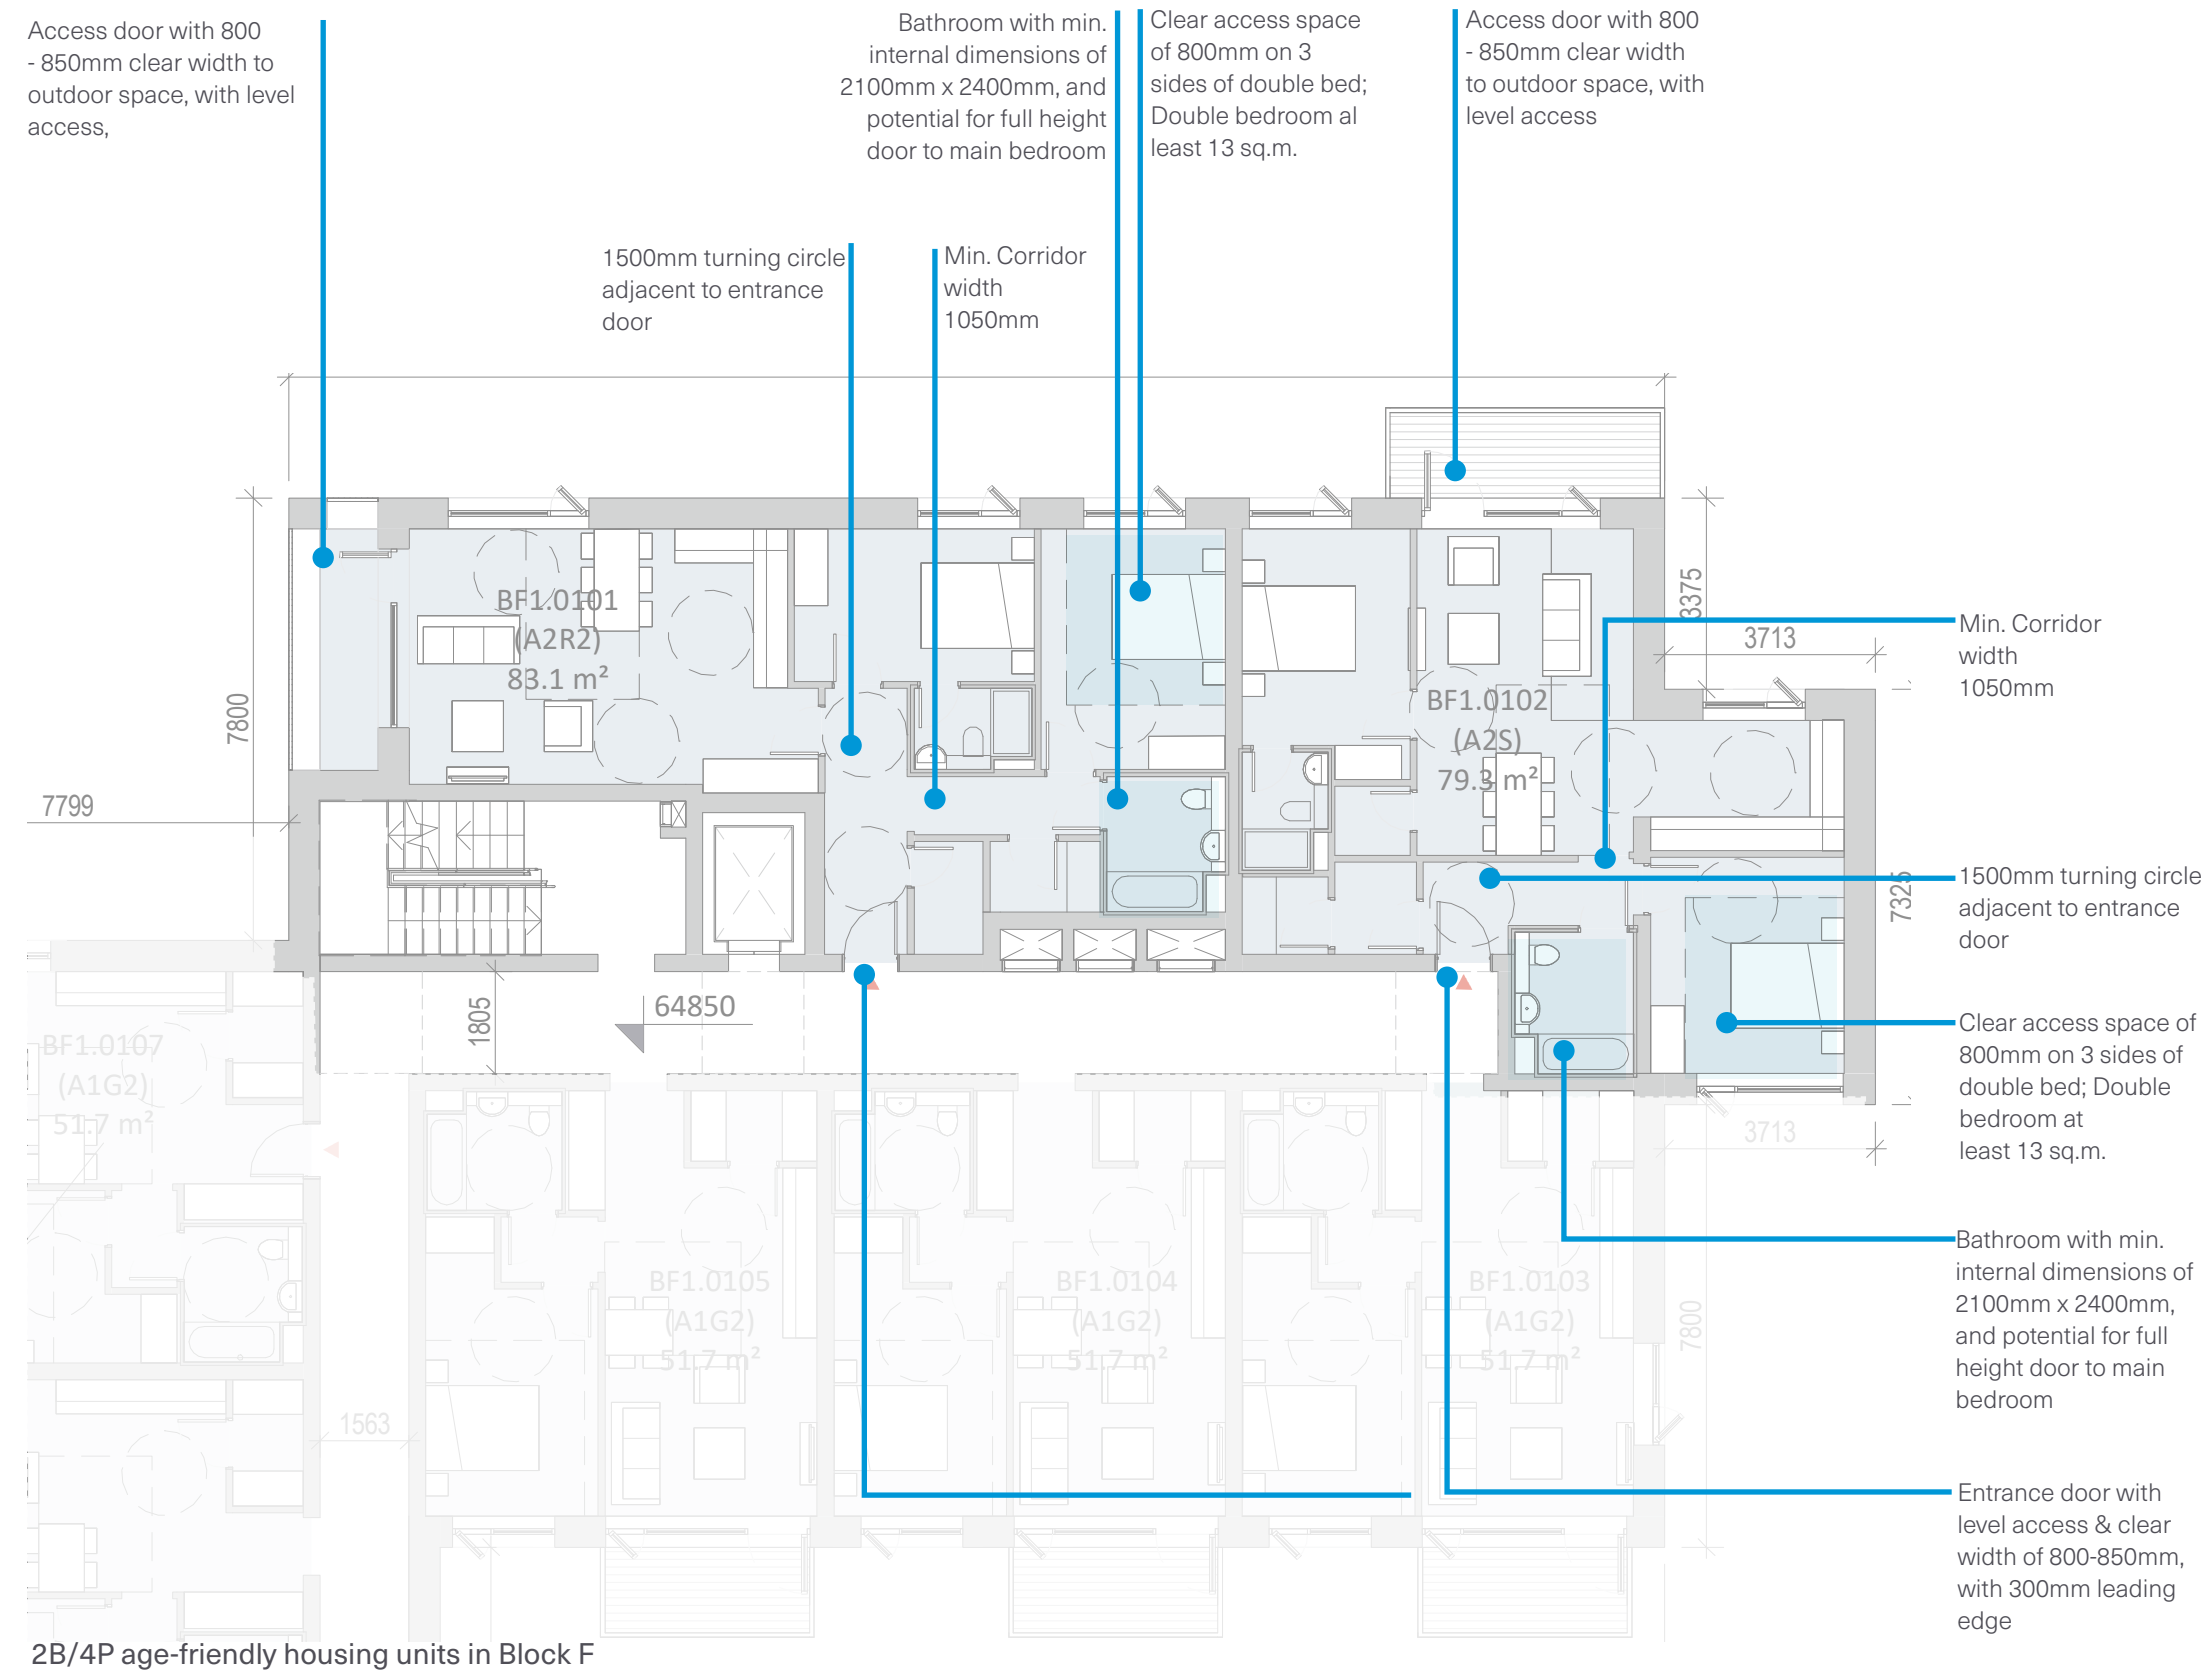 Access door with 800
- 850mm clear width to
outdoor space, with level
access,
Bathroom with min.
internal dimensions of
2100mm x 2400mm, and
potential for full height
door to main bedroom
Clear access space
of 800mm on 3
sides of double bed;
Double bedroom al
least 13 sq.m.
Access door with 800
- 850mm clear width
to outdoor space, with
level access
1500mm turning circle
adjacent to entrance
door
Min. Corridor
width
1050mm
BF1.0101
(A2R2)
83.1 m²
BF1.0102
(A2S)
79.3 m²
3375
3713
7800
7799
Min. Corridor
width
1050mm
1500mm turning circle
adjacent to entrance
door
7325
64850
1805
Clear access space of
800mm on 3 sides of
double bed; Double
bedroom at
least 13 sq.m.
BF1.0107
(A1G2)
51.7 m²
3713
Bathroom with min.
internal dimensions of
2100mm x 2400mm,
and potential for full
height door to main
bedroom
BF1.0105
(A1G2)
51.7 m²
BF1.0104
(A1G2)
51.7 m²
BF1.0103
(A1G2)
51.7 m²
7800
1563
Entrance door with
level access & clear
width of 800-850mm,
with 300mm leading
edge
2B/4P age-friendly housing units in Block F